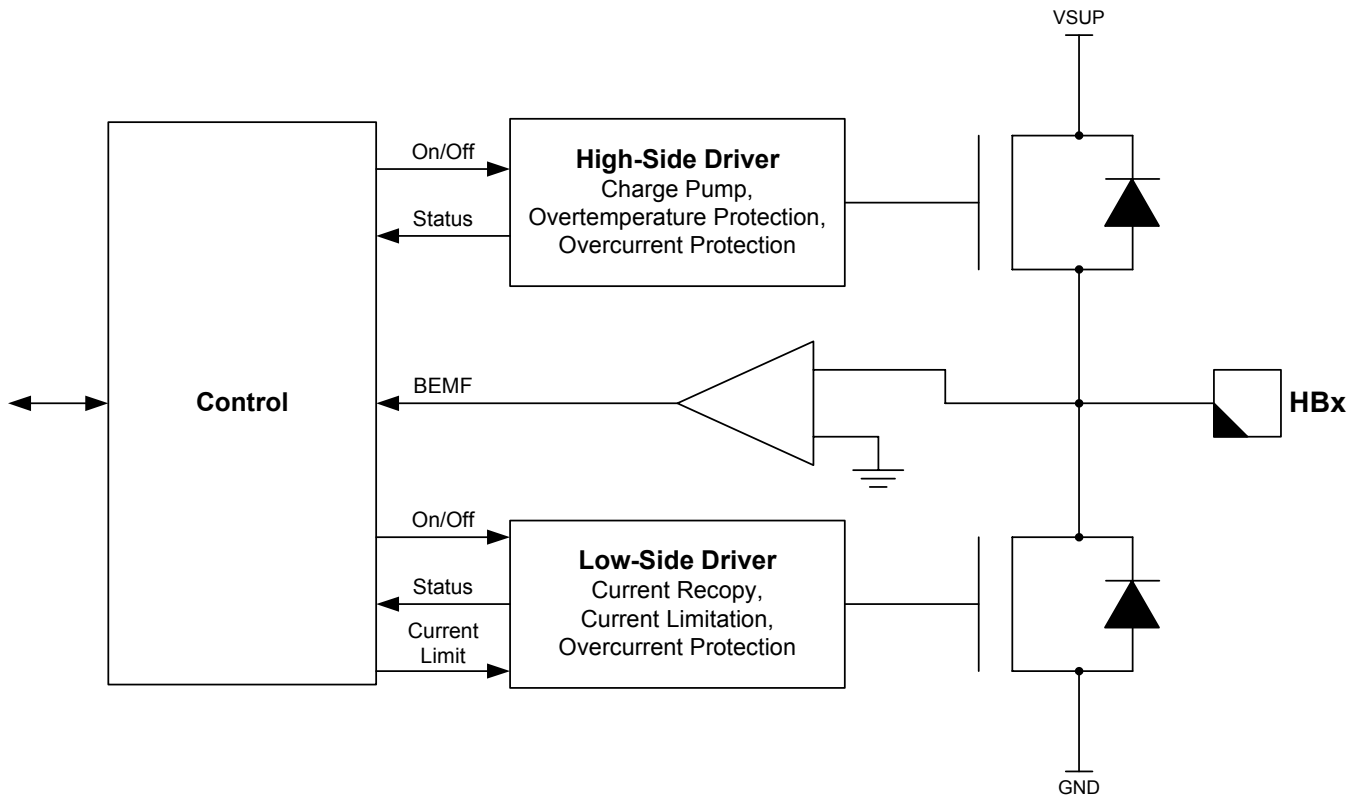 VSUP
On/Off
Status
High-Side Driver
Charge Pump,
Overtemperature Protection,
Overcurrent Protection
Control
BEMF
HBx
On/Off
Status
Current
Limit
Low-Side Driver
Current Recopy,
Current Limitation,
Overcurrent Protection
GND